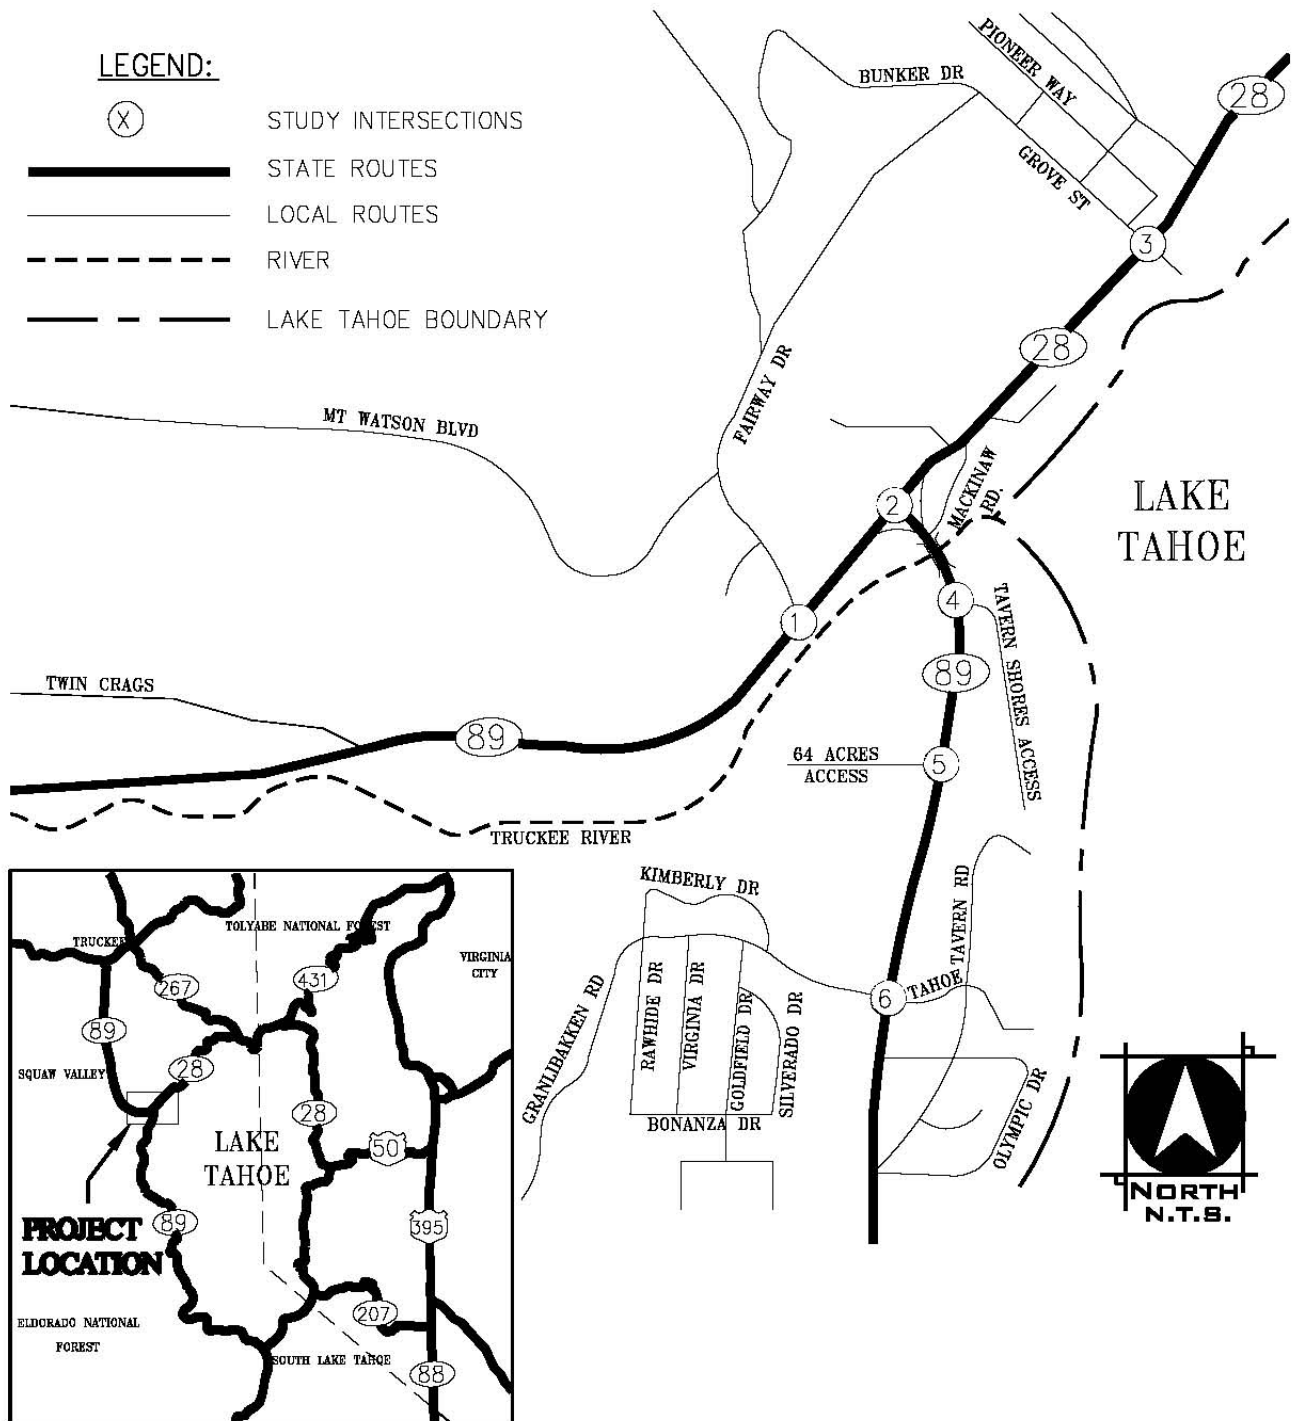 LEGEND:
X
STUDY INTERSECTIONS
STATE ROUTES
LOCAL ROUTES
RIVER
LAKE TAHOE BOUNDARY
BUNKER DR
PIONEER WAY
28
GROVE ST
3
28
FAIRWAY DR
MT WATSON BLVD
MACKINAW
RD.
LAKE
TAHOE
2
1
4
TAVERN SHORES ACCESS
TWIN CRAGS
89
89
64 ACRES
ACCESS
5
TRUCKEE RIVER
KIMBERLY DR
TAVERN RD
TAHOE
6
GRANLIBAKKEN RD
RAWHIDE DR
VIRGINIA DR
GOLDFIELD DR
SILVERADO DR
BONANZA DR
OLYMPIC DR
NORTH
N.T.S.
TOLYABE NATIONAL FOREST
TRUCKEE
VIRGINIA
CITY
267
431
89
28
SQUAW VALLEY
28
LAKE
TAHOE
50
89
395
PROJECT
LOCATION
207
ELDORADO NATIONAL
FOREST
SOUTH LAKE TAHOE
88